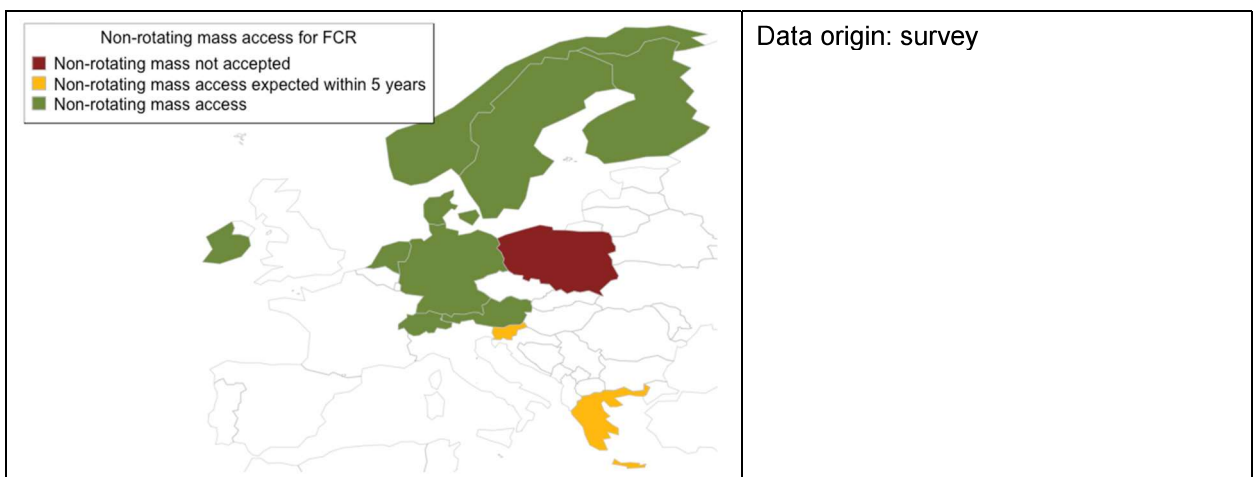 Non-rotating mass access for FCR
Non-rotating mass not accepted
Non-rotating mass access expected within 5 years
Non-rotating mass access
Data origin: survey